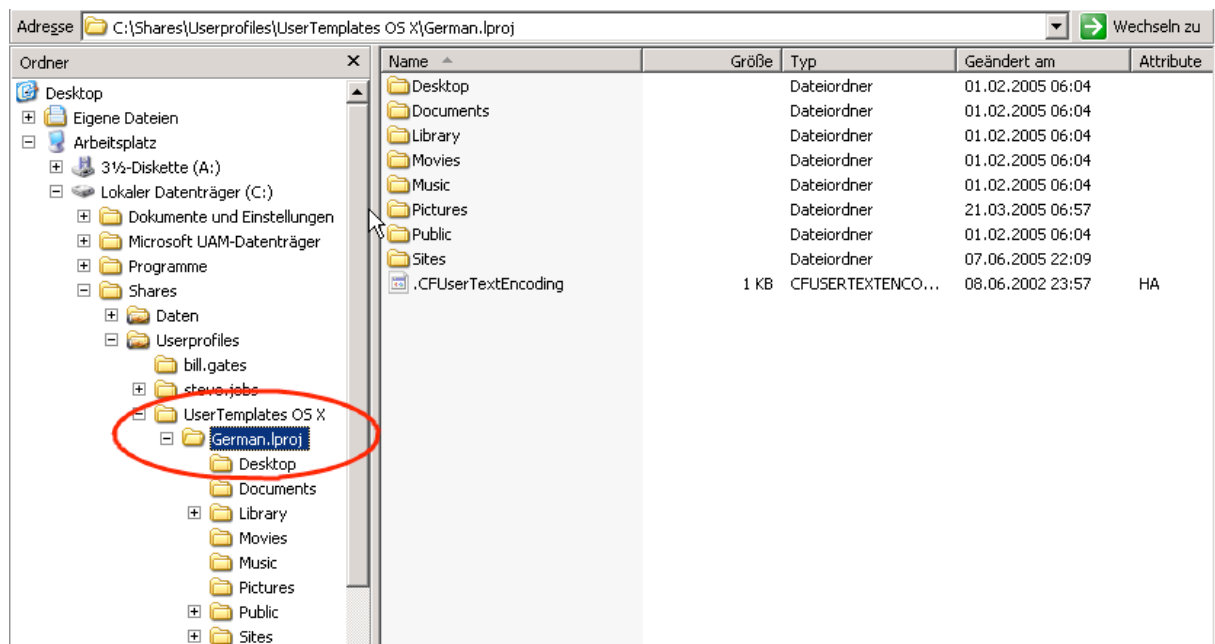 Adresse C:\Shares\Userprofiles\UserTemplates OS X\German.lproj Wechseln zu
Ordner
Desktop
Eigene Dateien
Arbeitsplatz
3½-Diskette (A:)
Lokaler Datenträger (C:)
Dokumente und Einstellungen
Microsoft UAM-Datenträger
Programme
Shares
Daten
Userprofiles
bill.gates
steve.jobs
UserTemplates OS X
German.lproj
Desktop
Documents
Library
Movies
Music
Pictures
Public
Sites
Name Größe Typ Geändert am Attribute
Desktop Dateiordner 01.02.2005 06:04
Documents Dateiordner 01.02.2005 06:04
Library Dateiordner 01.02.2005 06:04
Movies Dateiordner 01.02.2005 06:04
Music Dateiordner 01.02.2005 06:04
Pictures Dateiordner 21.03.2005 06:57
Public Dateiordner 01.02.2005 06:04
Sites Dateiordner 07.06.2005 22:09
.CFUserTextEncoding 1 KB CFUSERTEXTENCO... 08.06.2002 23:57 HA